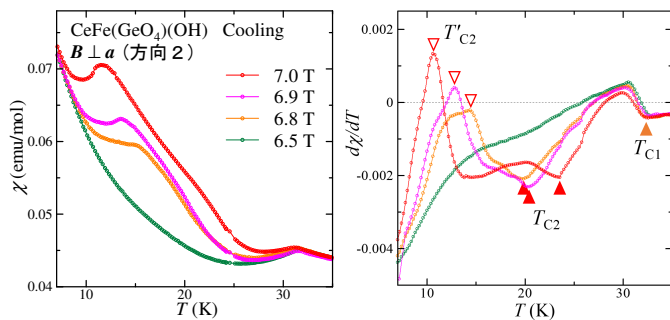 CeFe(GeO₄)(OH) Cooling
B ⊥ a (方向２)
7.0 T
6.9 T
6.8 T
6.5 T
χ (emu/mol)
0.07
0.06
0.05
0.04
10 20 30
T (K)
T′C2
TC1
TC2
dχ/dT
0.002
0
-0.002
-0.004
10 20 30
T (K)